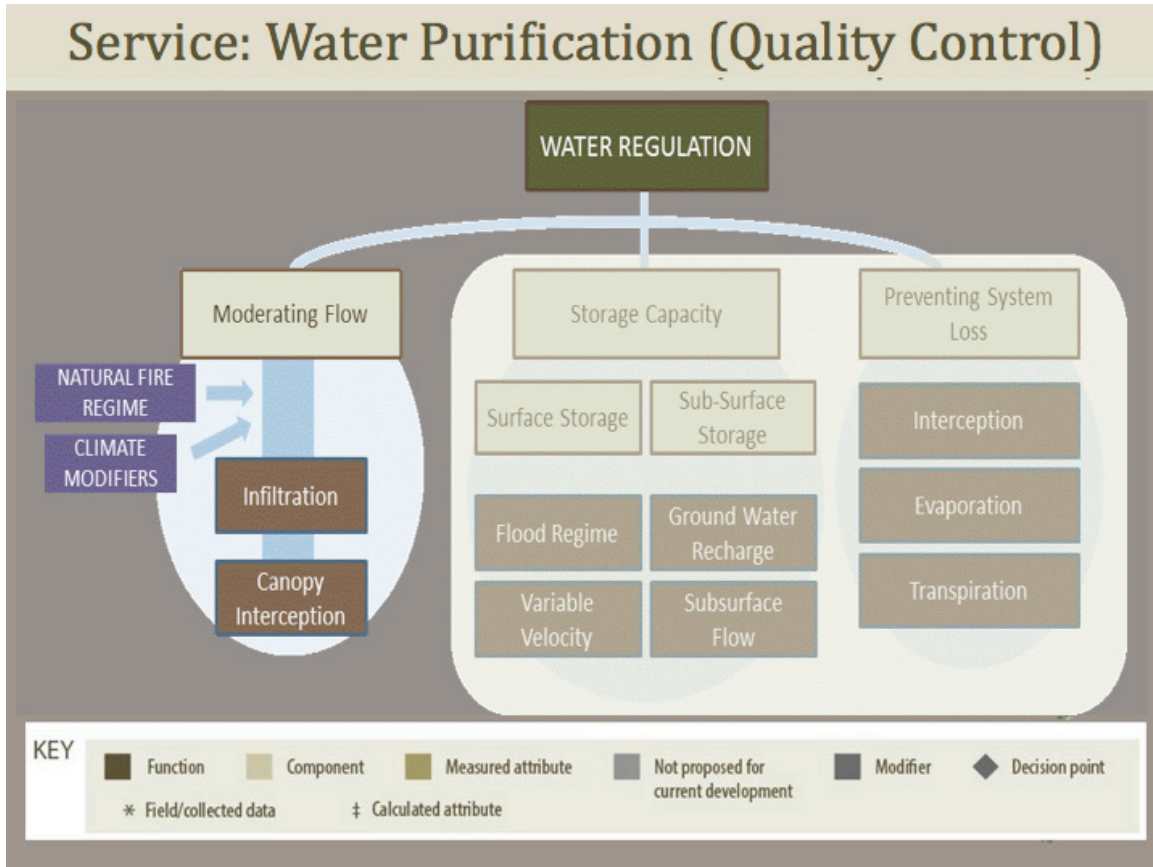 Service: Water Purification (Quality Control)
WATER REGULATION
Moderating Flow
Storage Capacity
Preventing System
Loss
NATURAL FIRE
REGIME
CLIMATE
MODIFIERS
Infiltration
Canopy
Interception
Surface Storage
Sub-Surface
Storage
Flood Regime
Ground Water
Recharge
Variable
Velocity
Subsurface
Flow
Interception
Evaporation
Transpiration
KEY
Function
Component
Measured attribute
Not proposed for
current development
Modifier
Decision point
* Field/collected data
‡ Calculated attribute